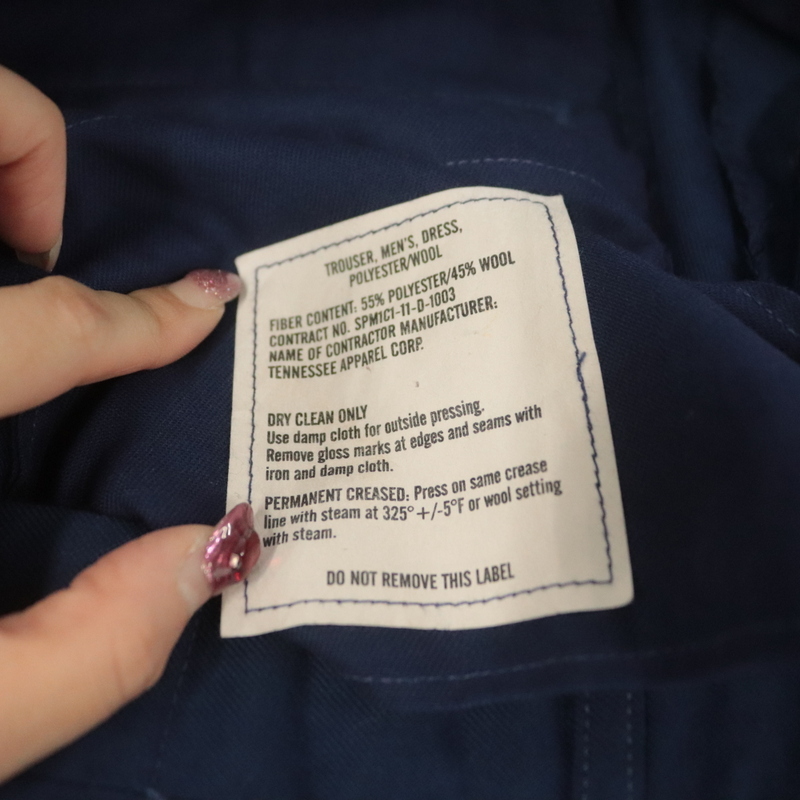 TROUSER, MEN'S, DRESS,
POLYESTER/WOOL
FIBER CONTENT: 55% POLYESTER/45% WOOL
CONTRACT NO. SPM1C1-11-D-1003
NAME OF CONTRACTOR MANUFACTURER:
TENNESSEE APPAREL CORP.
DRY CLEAN ONLY
Use damp cloth for outside pressing.
Remove gloss marks at edges and seams with
iron and damp cloth.
PERMANENT CREASED: Press on same crease
line with steam at 325°+/-5°F or wool setting
with steam.
DO NOT REMOVE THIS LABEL